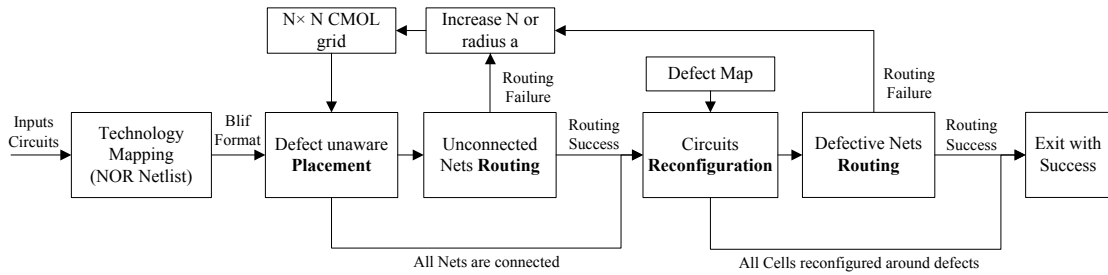 N× N CMOL
grid
Increase N or
radius a
Defect Map
Routing
Failure
Routing
Failure
Inputs
Circuits
Technology
Mapping
(NOR Netlist)
Blif
Format
Defect unaware
Placement
Unconnected
Nets Routing
Routing
Success
Circuits
Reconfiguration
Defective Nets
Routing
Routing
Success
Exit with
Success
All Nets are connected
All Cells reconfigured around defects